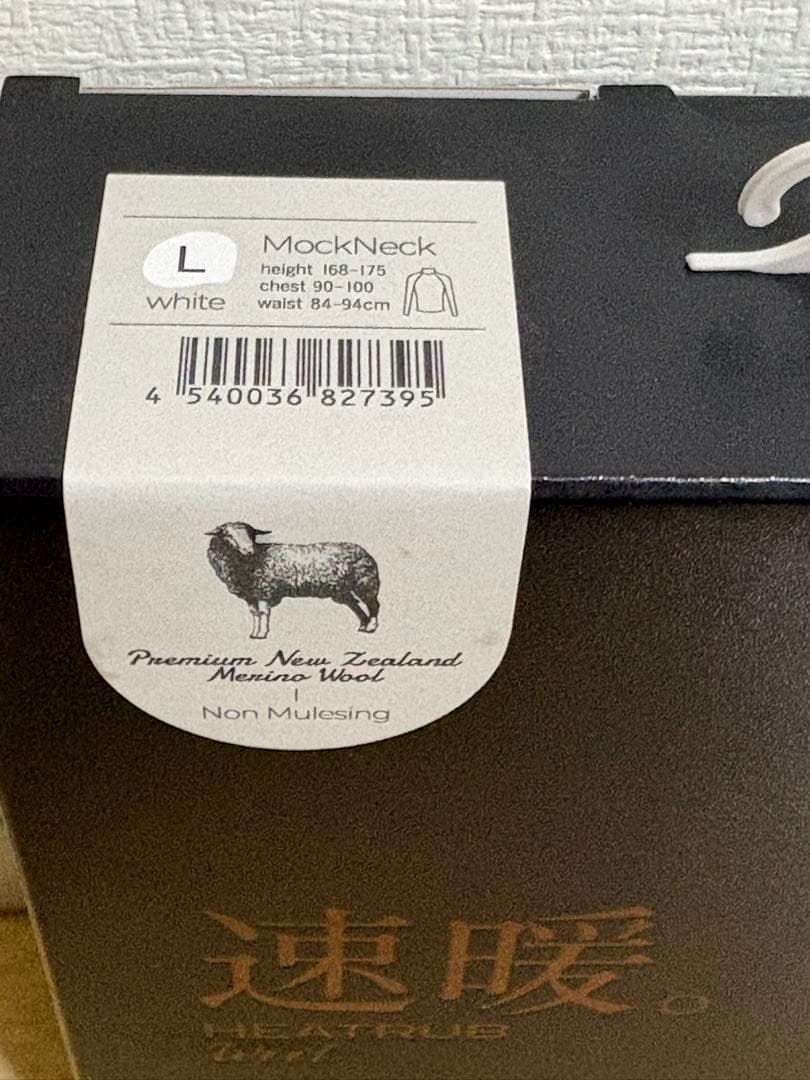 L
white
MockNeck
height 168-175
chest 90-100
waist 84-94cm
4 540036 827395
Premium New Zealand
Merino Wool
Non Mulesing
速暖。
HEATRUB
Wool